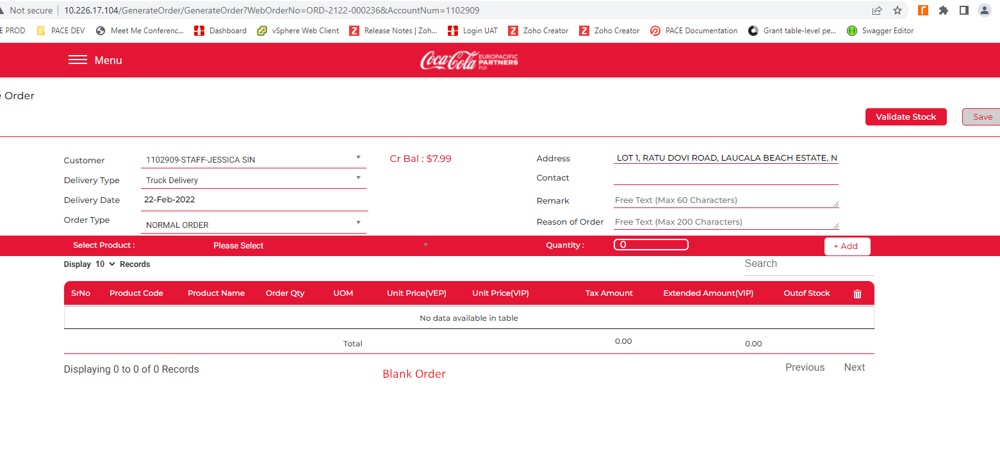 Not secure 10.226.17.104/GenerateOrder/GenerateOrder?WebOrderNo=ORD-2122-000236&AccountNum=1102909
E PROD PACE DEV Meet Me Conferenc... Dashboard vSphere Web Client Release Notes | Zoh... Login UAT Zoho Creator Zoho Creator PACE Documentation Grant table-level pe... Swagger Editor
Menu
Coca-Cola EUROPACIFIC PARTNERS FIJI
e Order
Validate Stock Save
Customer 1102909-STAFF-JESSICA SIN Cr Bal : $7.99 Address LOT 1, RATU DOVI ROAD, LAUCALA BEACH ESTATE, N
Delivery Type Truck Delivery Contact
Delivery Date 22-Feb-2022 Remark Free Text (Max 60 Characters)
Order Type NORMAL ORDER Reason of Order Free Text (Max 200 Characters)
Select Product : Please Select Quantity : 0 + Add
Display 10 Records Search
SrNo Product Code Product Name Order Qty UOM Unit Price(VEP) Unit Price(VIP) Tax Amount Extended Amount(VIP) Outof Stock
No data available in table
Total 0.00 0.00
Displaying 0 to 0 of 0 Records Previous Next
Blank Order